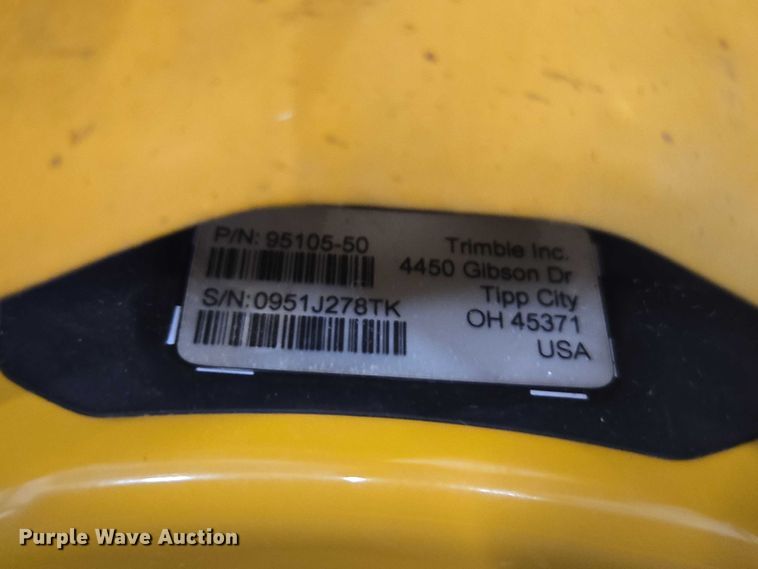 P/N: 95105-50
S/N:0951J278TK
Trimble Inc.
4450 Gibson Dr
Tipp City
OH 45371
USA
Purple Wave Auction